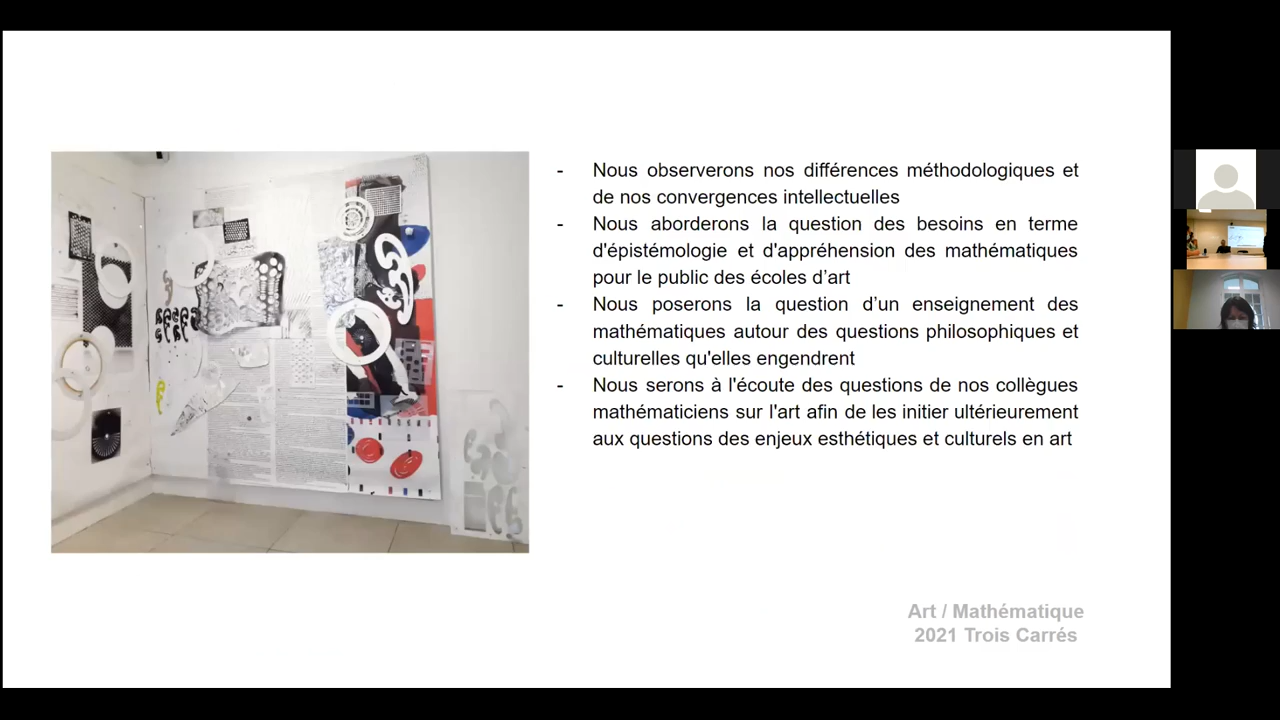 - Nous observerons nos différences méthodologiques et
de nos convergences intellectuelles
- Nous aborderons la question des besoins en terme
d'épistémologie et d'appréhension des mathématiques
pour le public des écoles d’art
- Nous poserons la question d’un enseignement des
mathématiques autour des questions philosophiques et
culturelles qu'elles engendrent
- Nous serons à l'écoute des questions de nos collègues
mathématiciens sur l'art afin de les initier ultérieurement
aux questions des enjeux esthétiques et culturels en art
Art / Mathématique
2021 Trois Carrés